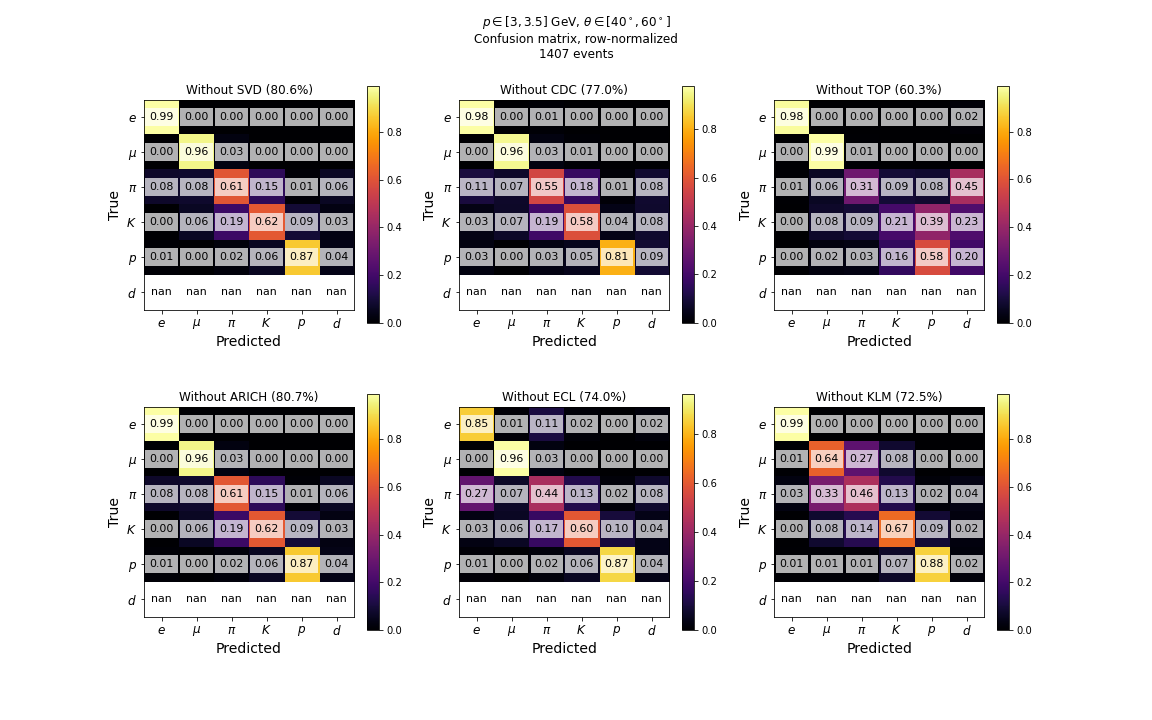 p ∈ [3, 3.5] GeV, θ ∈ [40°, 60°]
Confusion matrix, row-normalized
1407 events
Without SVD (80.6%)
True
e 0.99 0.00 0.00 0.00 0.00 0.00
μ 0.00 0.96 0.03 0.00 0.00 0.00
π 0.08 0.08 0.61 0.15 0.01 0.06
K 0.00 0.06 0.19 0.62 0.09 0.03
p 0.01 0.00 0.02 0.06 0.87 0.04
d nan nan nan nan nan nan
e μ π K p d
Predicted
0.8
0.6
0.4
0.2
0.0
Without CDC (77.0%)
True
e 0.98 0.00 0.01 0.00 0.00 0.00
μ 0.00 0.96 0.03 0.01 0.00 0.00
π 0.11 0.07 0.55 0.18 0.01 0.08
K 0.03 0.07 0.19 0.58 0.04 0.08
p 0.03 0.00 0.03 0.05 0.81 0.09
d nan nan nan nan nan nan
e μ π K p d
Predicted
0.8
0.6
0.4
0.2
0.0
Without TOP (60.3%)
True
e 0.98 0.00 0.00 0.00 0.00 0.02
μ 0.00 0.99 0.01 0.00 0.00 0.00
π 0.01 0.06 0.31 0.09 0.08 0.45
K 0.00 0.08 0.09 0.21 0.39 0.23
p 0.00 0.02 0.03 0.16 0.58 0.20
d nan nan nan nan nan nan
e μ π K p d
Predicted
0.8
0.6
0.4
0.2
0.0
Without ARICH (80.7%)
True
e 0.99 0.00 0.00 0.00 0.00 0.00
μ 0.00 0.96 0.03 0.00 0.00 0.00
π 0.08 0.08 0.61 0.15 0.01 0.06
K 0.00 0.06 0.19 0.62 0.09 0.03
p 0.01 0.00 0.02 0.06 0.87 0.04
d nan nan nan nan nan nan
e μ π K p d
Predicted
0.8
0.6
0.4
0.2
0.0
Without ECL (74.0%)
True
e 0.85 0.01 0.11 0.02 0.00 0.02
μ 0.00 0.96 0.03 0.00 0.00 0.00
π 0.27 0.07 0.44 0.13 0.02 0.08
K 0.03 0.06 0.17 0.60 0.10 0.04
p 0.01 0.00 0.02 0.06 0.87 0.04
d nan nan nan nan nan nan
e μ π K p d
Predicted
0.8
0.6
0.4
0.2
0.0
Without KLM (72.5%)
True
e 0.99 0.00 0.00 0.00 0.00 0.00
μ 0.01 0.64 0.27 0.08 0.00 0.00
π 0.03 0.33 0.46 0.13 0.02 0.04
K 0.00 0.08 0.14 0.67 0.09 0.02
p 0.01 0.01 0.01 0.07 0.88 0.02
d nan nan nan nan nan nan
e μ π K p d
Predicted
0.8
0.6
0.4
0.2
0.0